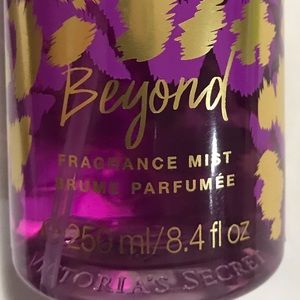 Beyond
FRAGRANCE MIST
BRUME PARFUMÉE
250 ml/8.4 fl oz
VICTORIA'S SECRET